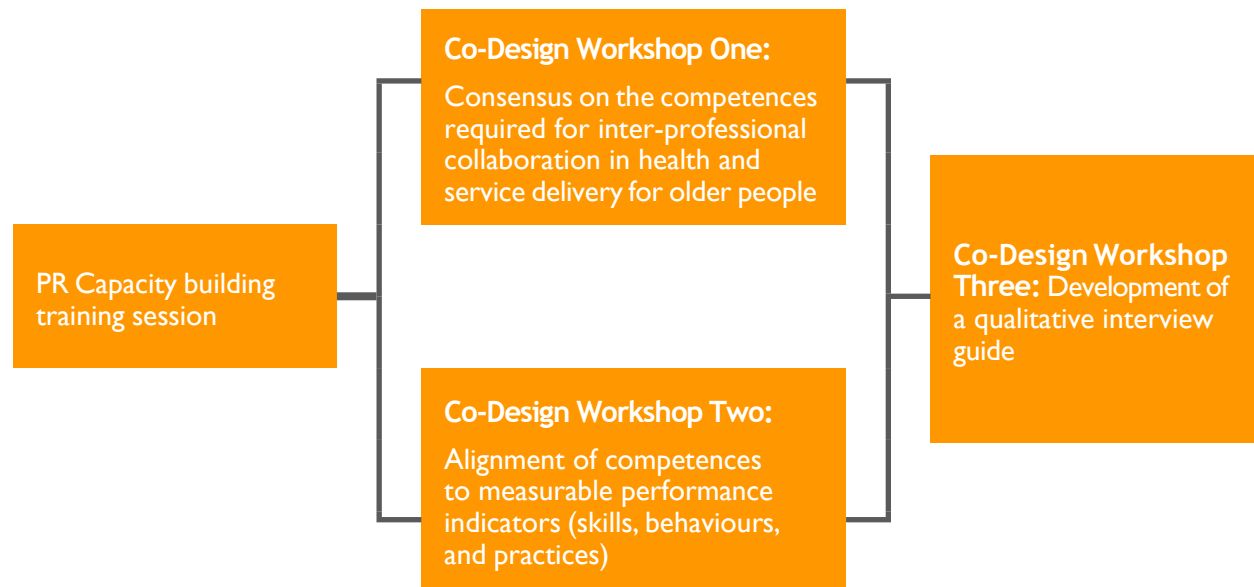 PR Capacity building
training session
Co-Design Workshop One:
Consensus on the competences
required for inter-professional
collaboration in health and
service delivery for older people
Co-Design Workshop Two:
Alignment of competences
to measurable performance
indicators (skills, behaviours,
and practices)
Co-Design Workshop
Three: Development of
a qualitative interview
guide